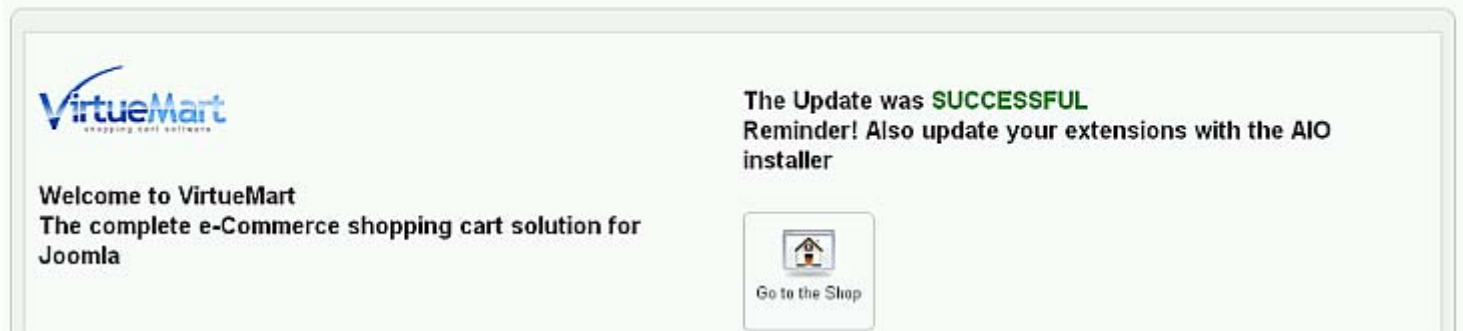 VirtueMart
shopping cart software
Welcome to VirtueMart
The complete e-Commerce shopping cart solution for
Joomla
The Update was SUCCESSFUL
Reminder! Also update your extensions with the AIO
installer
Go to the Shop